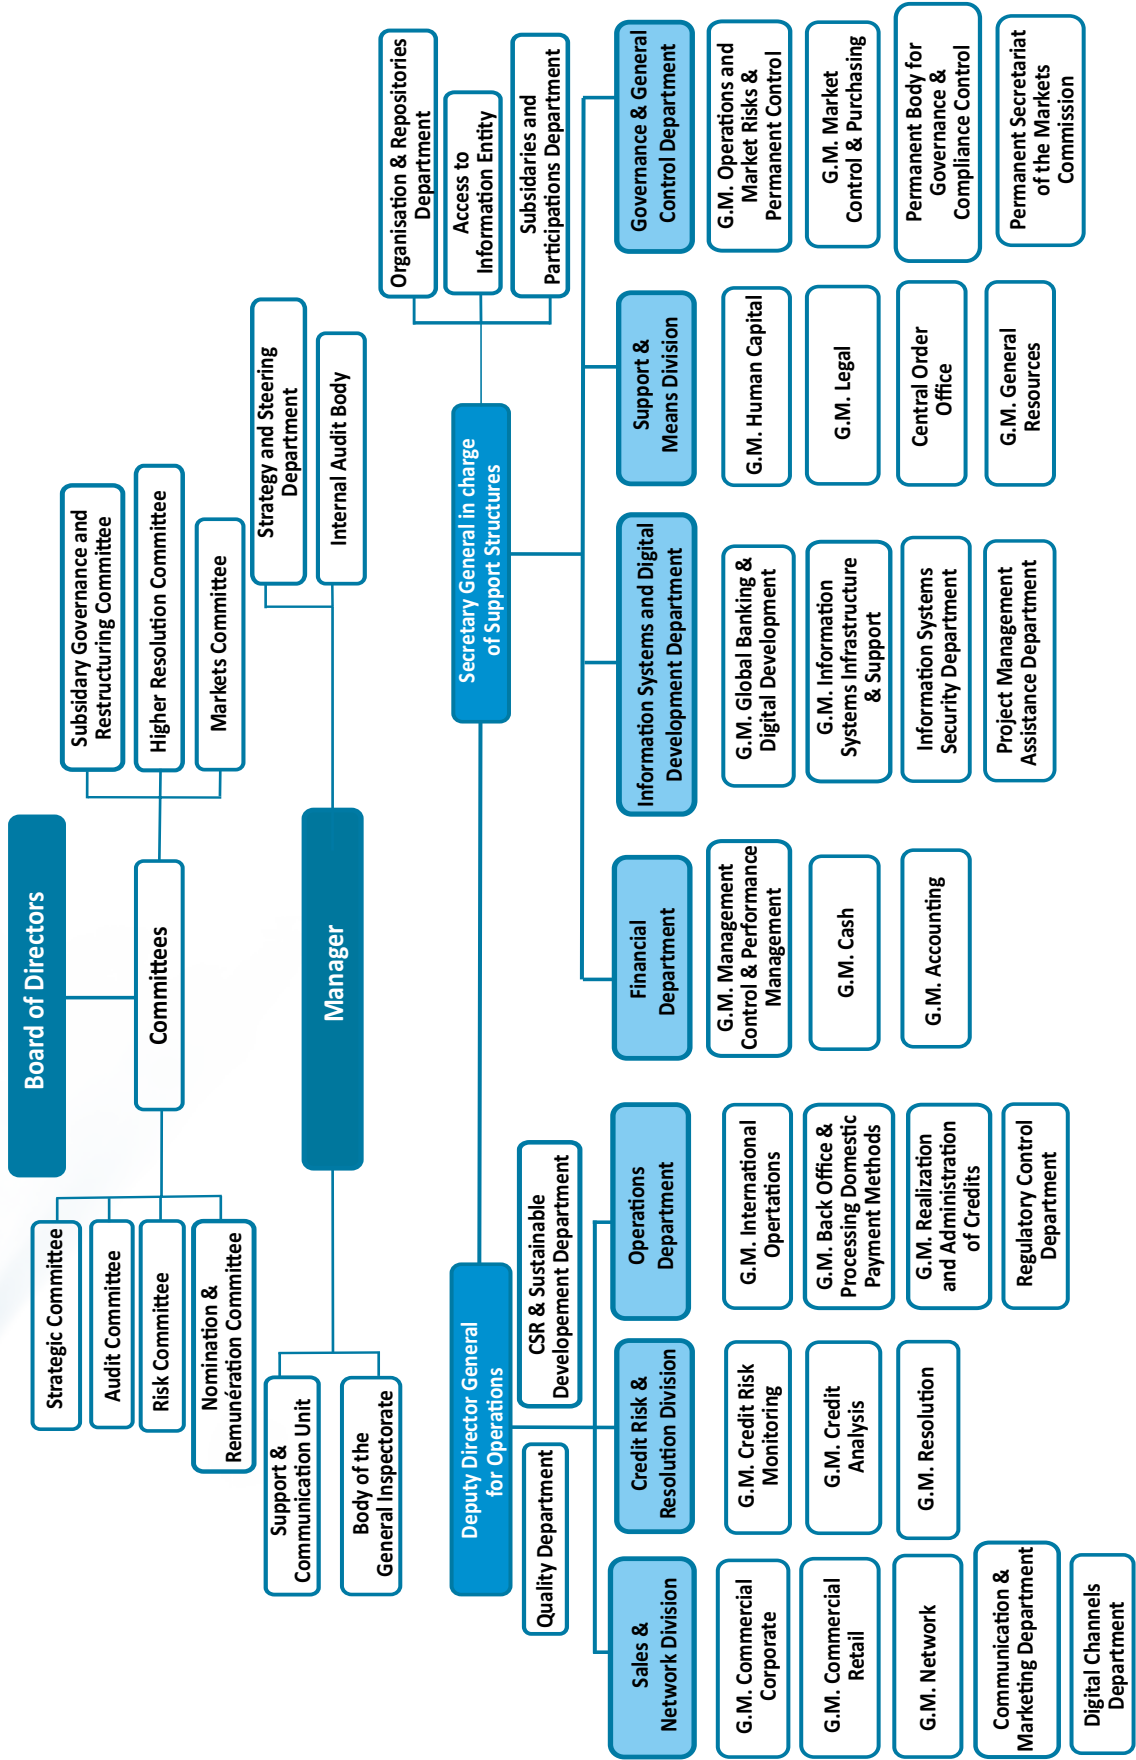 Board of Directors
Committees
Strategic Committee
Audit Committee
Risk Committee
Nomination &
Remunération Committee
Subsidary Governance and
Restructuring Committee
Higher Resolution Committee
Markets Committee
Manager
Support &
Communication Unit
Body of the
General Inspectorate
Strategy and Steering
Department
Internal Audit Body
Deputy Director General
for Operations
Quality Department
CSR & Sustainable
Developement Department
Secretary General in charge
of Support Structures
Organisation & Repositories
Department
Access to
Information Entity
Subsidaries and
Participations Department
Sales &
Network Division
G.M. Commercial
Corporate
G.M. Commercial
Retail
G.M. Network
Communication &
Marketing Department
Digital Channels
Department
Credit Risk &
Resolution Division
G.M. Credit Risk
Monitoring
G.M. Credit
Analysis
G.M. Resolution
Operations
Department
G.M. International
Opertations
G.M. Back Office &
Processing Domestic
Payment Methods
G.M. Realization
and Administration
of Credits
Regulatory Control
Department
Financial
Department
G.M. Management
Control & Performance
Management
G.M. Cash
G.M. Accounting
Information Systems and Digital
Development Department
G.M. Global Banking &
Digital Development
G.M. Information
Systems Infrastructure
& Support
Information Systems
Security Department
Project Management
Assistance Department
Support &
Means Division
G.M. Human Capital
G.M. Legal
Central Order
Office
G.M. General
Resources
Governance & General
Control Department
G.M. Operations and
Market Risks &
Permanent Control
G.M. Market
Control & Purchasing
Permanent Body for
Governance &
Compliance Control
Permanent Secretariat
of the Markets
Commission